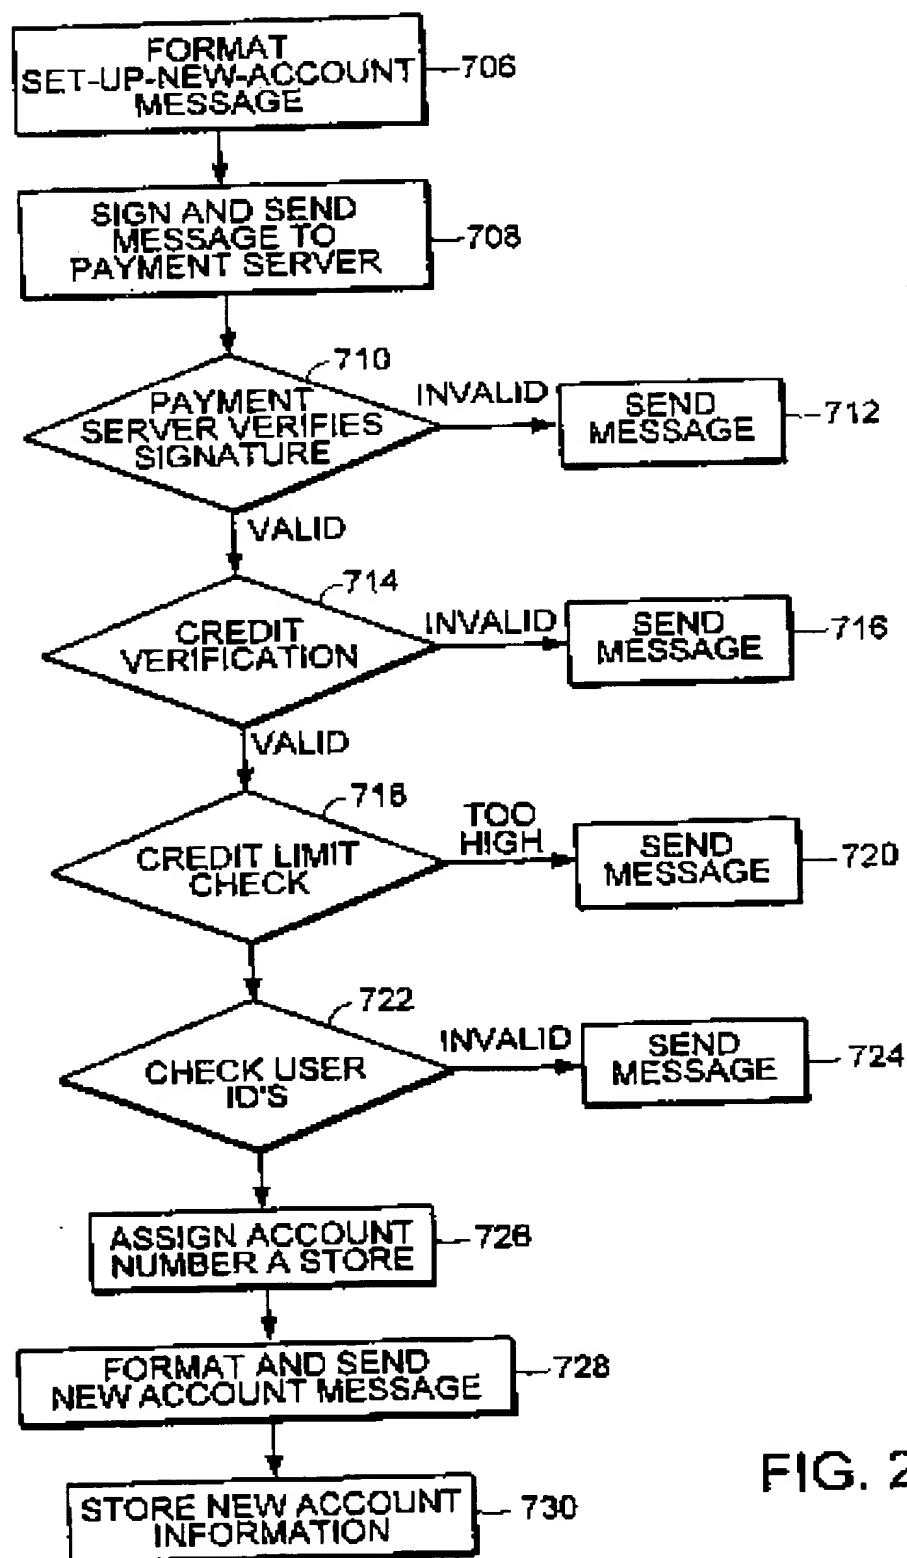 FORMAT
SET-UP-NEW-ACCOUNT
MESSAGE
706
SIGN AND SEND
MESSAGE TO
PAYMENT SERVER
708
710
PAYMENT
SERVER VERIFIES
SIGNATURE
INVALID
SEND
MESSAGE
712
VALID
714
CREDIT
VERIFICATION
INVALID
SEND
MESSAGE
716
VALID
718
CREDIT LIMIT
CHECK
TOO
HIGH
SEND
MESSAGE
720
722
CHECK USER
ID'S
INVALID
SEND
MESSAGE
724
ASSIGN ACCOUNT
NUMBER A STORE
726
FORMAT AND SEND
NEW ACCOUNT MESSAGE
728
STORE NEW ACCOUNT
INFORMATION
730
FIG. 2